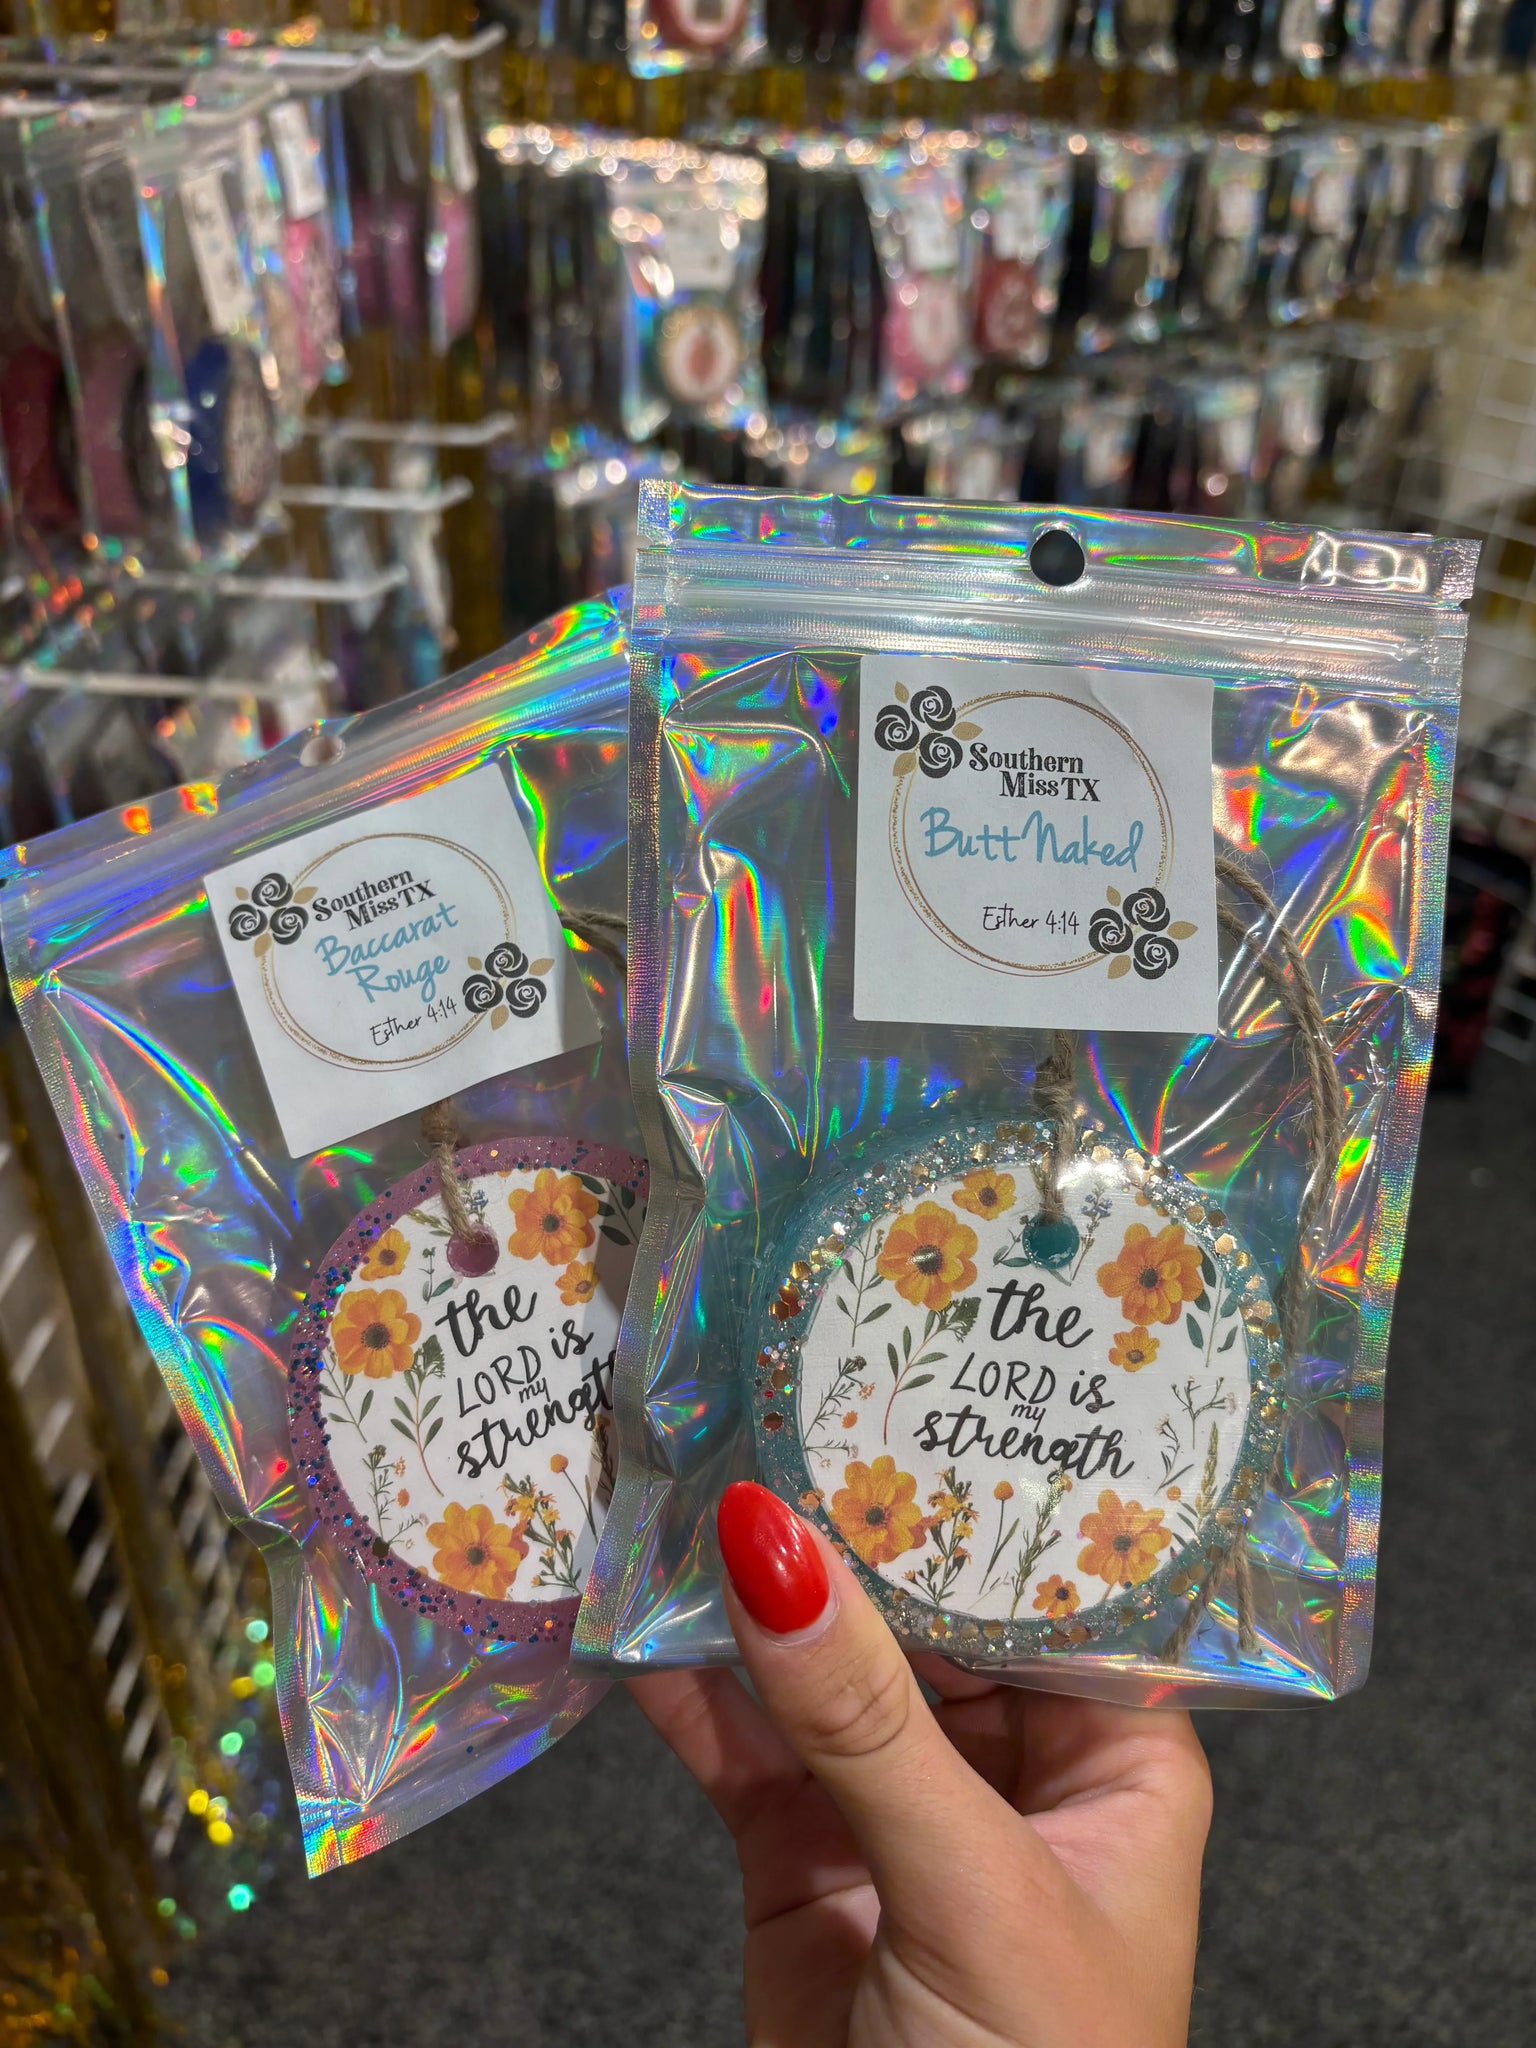 Southern
Miss TX
Baccarat
Rouge
Esther 4:14
the
LORD is
my
strength
Southern
Miss TX
Butt Naked
Esther 4:14
the
LORD is
my
strength